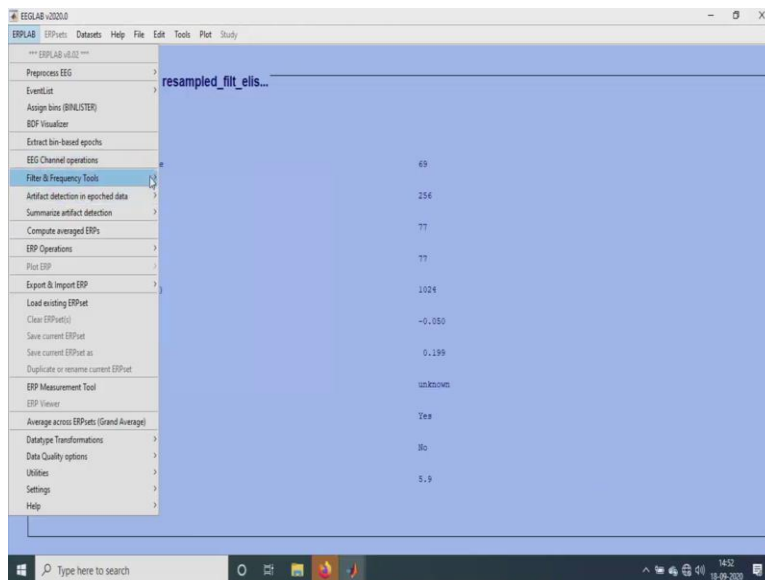 EEGLAB v2020.0
ERPLAB ERPsets Datasets Help File Edit Tools Plot Study
*** ERPLAB v8.02 ***
Preprocess EEG
resampled_filt_elis...
EventList
Assign bins (BINLISTER)
BDF Visualizer
Extract bin-based epochs
EEG Channel operations
69
Filter & Frequency Tools
Artifact detection in epoched data
256
Summarize artifact detection
Compute averaged ERPs
77
ERP Operations
77
Plot ERP
Export & Import ERP
1024
Load existing ERPset
Clear ERPset(s)
-0.050
Save current ERPset
Save current ERPset as
0.199
Duplicate or rename current ERPset
ERP Measurement Tool
unknown
ERP Viewer
Average across ERPsets (Grand Average)
Yes
Datatype Transformations
No
Data Quality options
Utilities
5.9
Settings
Help
Type here to search
14:52
18-09-2020